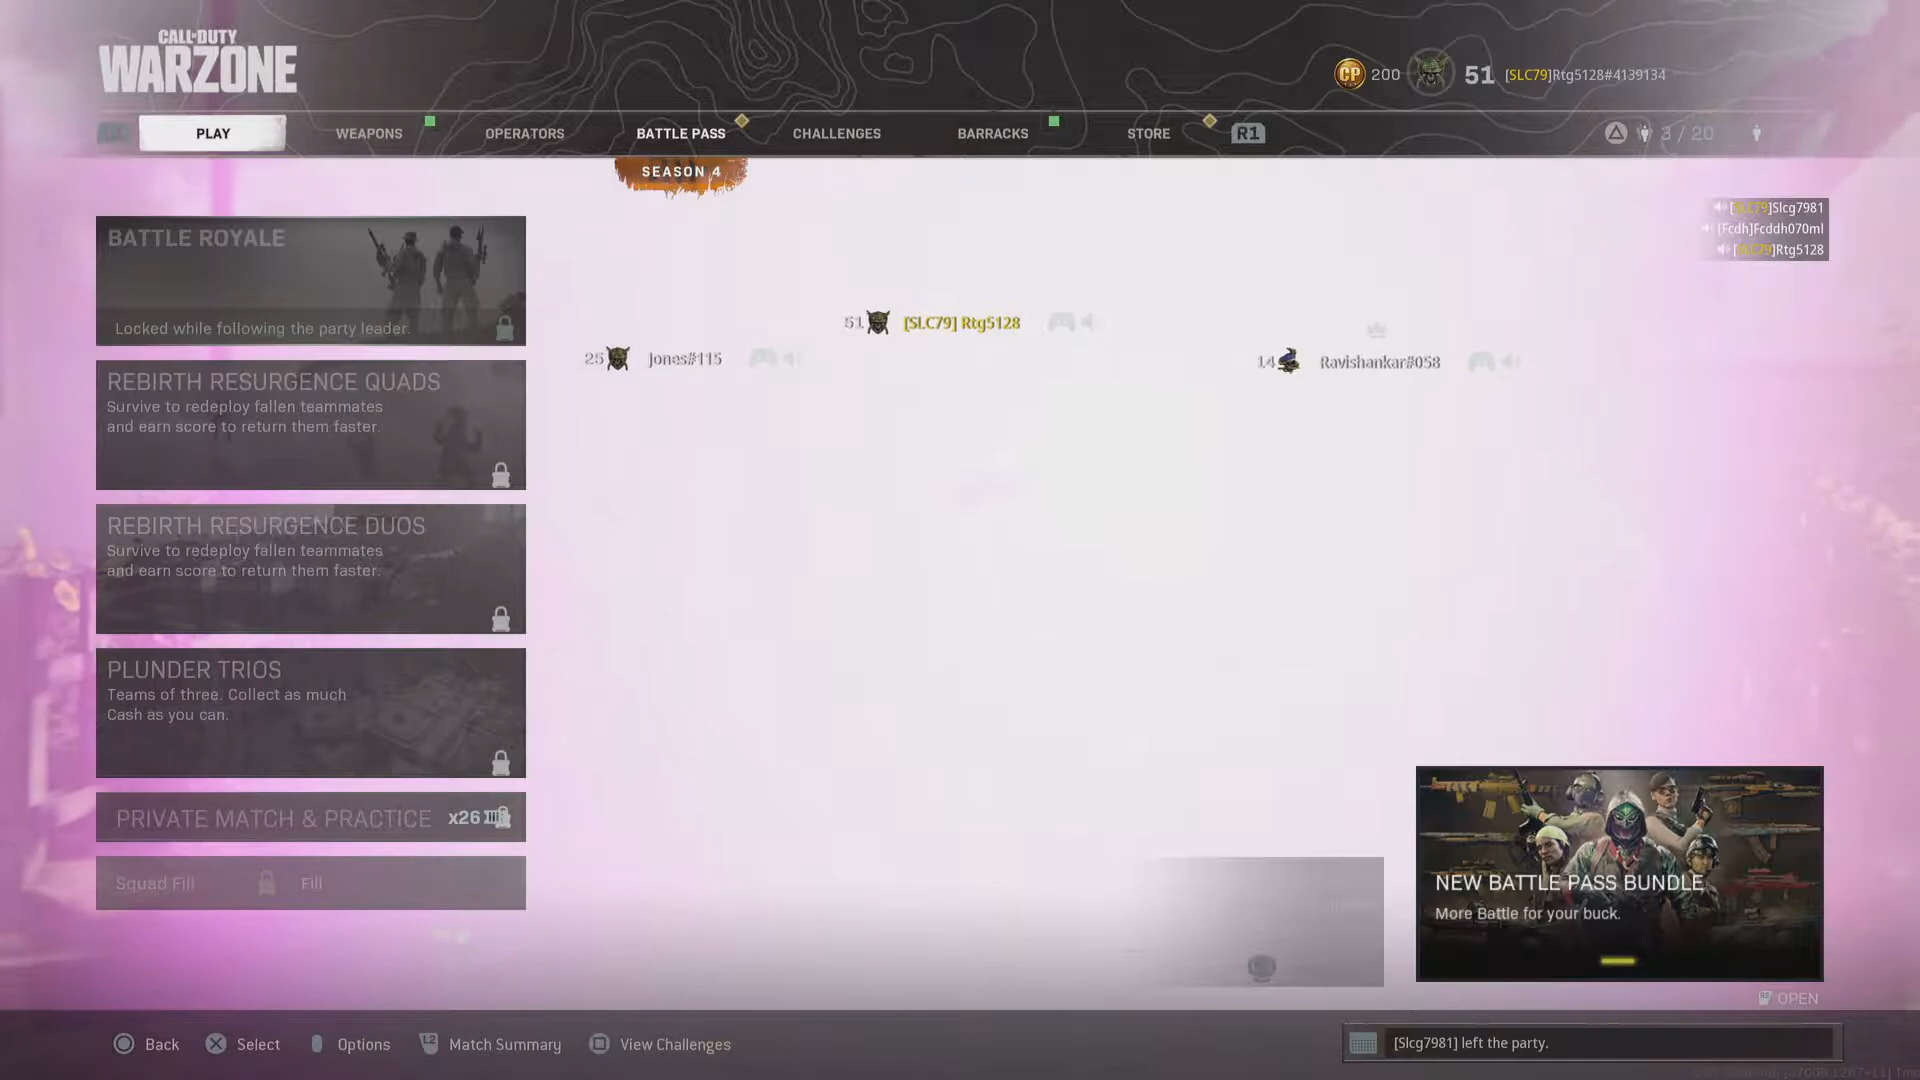 CALL OF DUTY
WARZONE
CP 200 51 [SLC79]Rtg5128#4139134
PLAY WEAPONS OPERATORS BATTLE PASS CHALLENGES BARRACKS STORE R1 3 / 20
SEASON 4
[SLC79]Slcg7981
[Fcdh]Fcddh070ml
[SLC79]Rtg5128
BATTLE ROYALE
Locked while following the party leader.
51 [SLC79] Rtg5128
25 Jones#115
14 Ravishankar#058
REBIRTH RESURGENCE QUADS
Survive to redeploy fallen teammates
and earn score to return them faster.
REBIRTH RESURGENCE DUOS
Survive to redeploy fallen teammates
and earn score to return them faster.
PLUNDER TRIOS
Teams of three. Collect as much
Cash as you can.
PRIVATE MATCH & PRACTICE x26
Squad Fill Fill
NEW BATTLE PASS BUNDLE
More Battle for your buck.
OPEN
Back Select Options L2 Match Summary View Challenges
[Slcg7981] left the party.